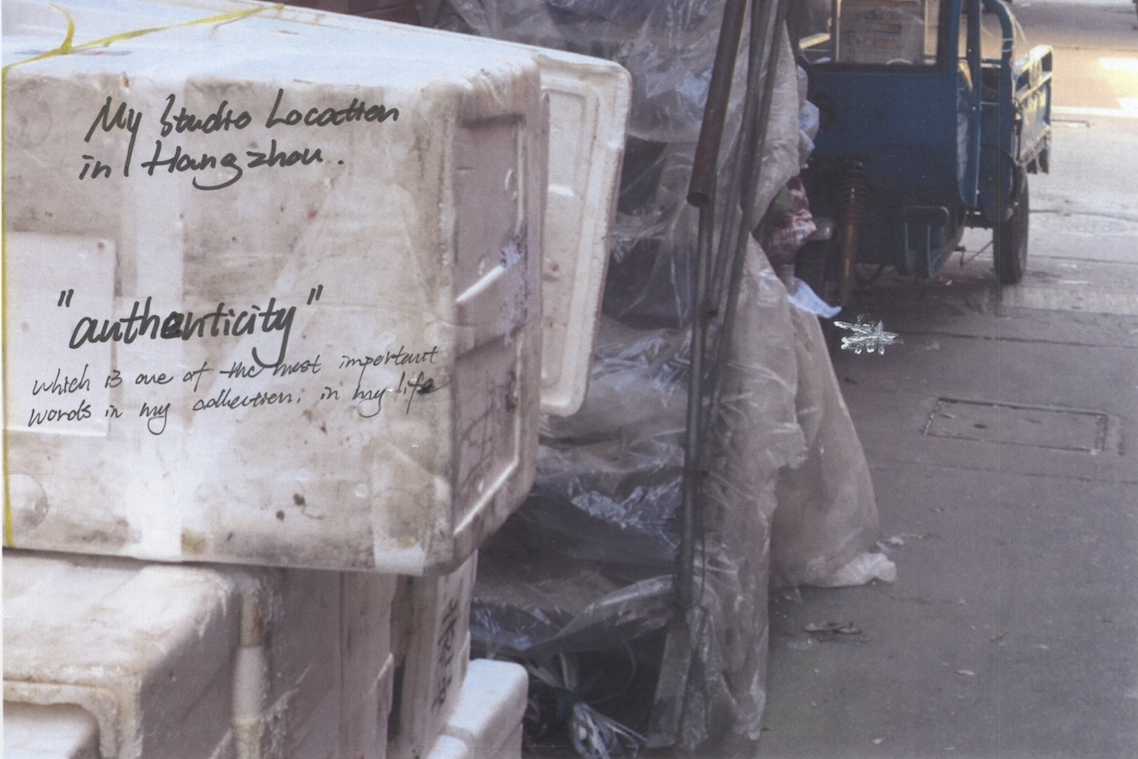 My Studio Location
in Hangzhou.
"authenticity"
which is one of the most important
words in my collection, in my life